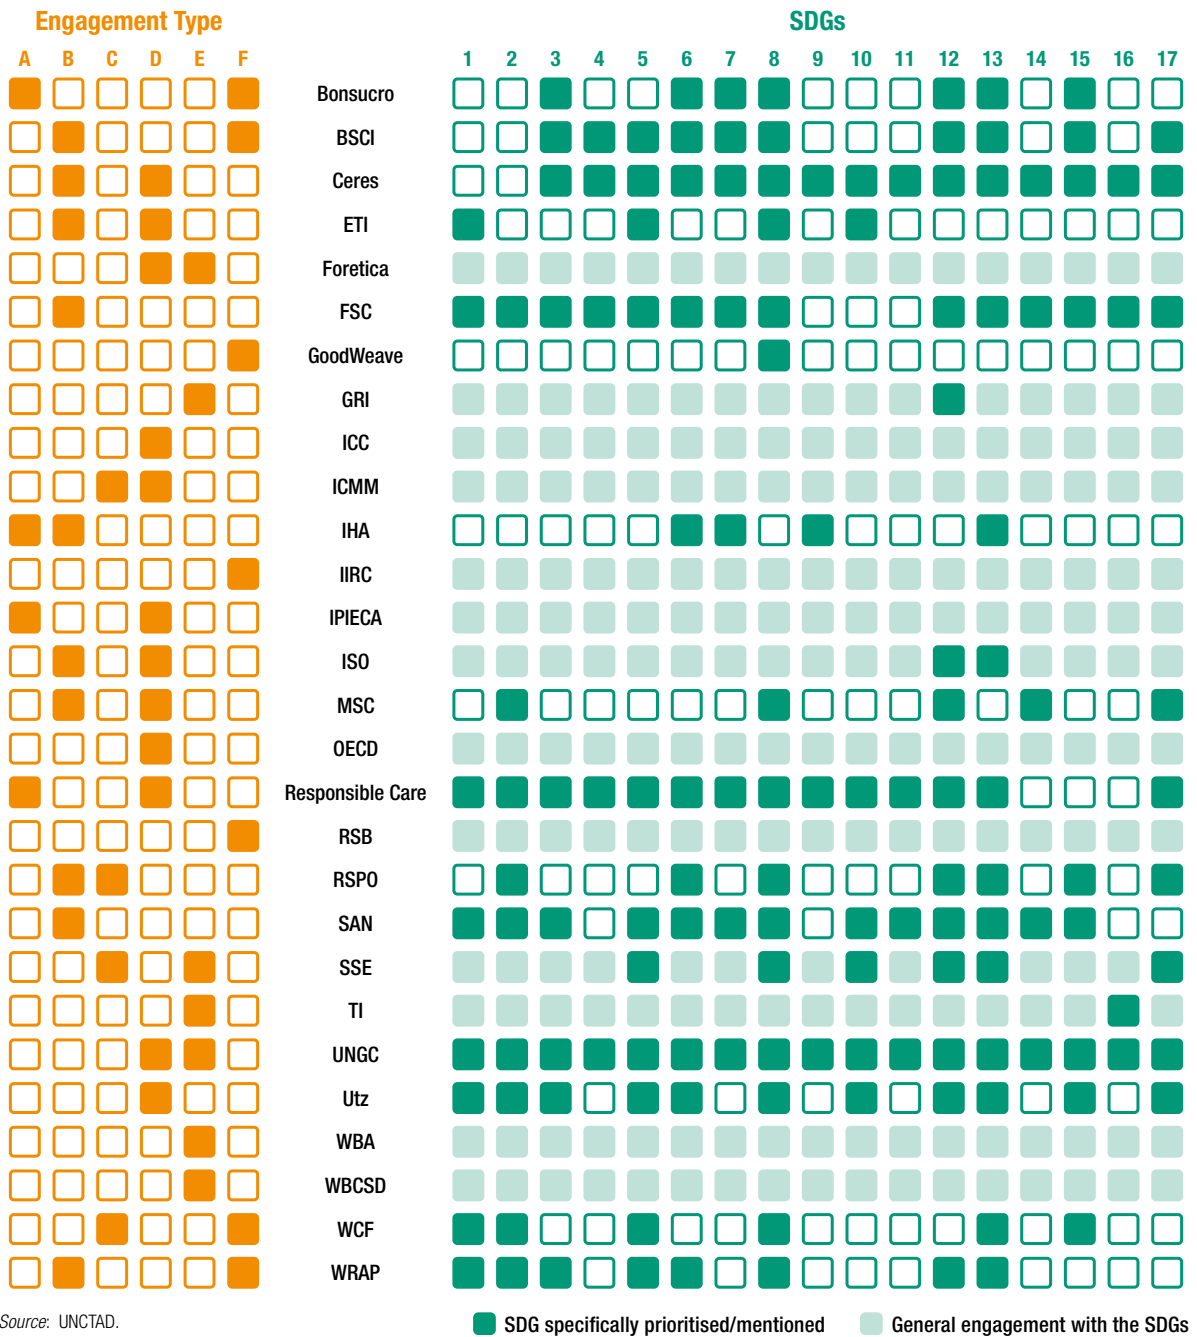 Engagement Type SDGs
A B C D E F 1 2 3 4 5 6 7 8 9 10 11 12 13 14 15 16 17
Bonsucro
BSCI
Ceres
ETI
Foretica
FSC
GoodWeave
GRI
ICC
ICMM
IHA
IIRC
IPIECA
ISO
MSC
OECD
Responsible Care
RSB
RSPO
SAN
SSE
TI
UNGC
Utz
WBA
WBCSD
WCF
WRAP
Source: UNCTAD. SDG specifically prioritised/mentioned General engagement with the SDGs